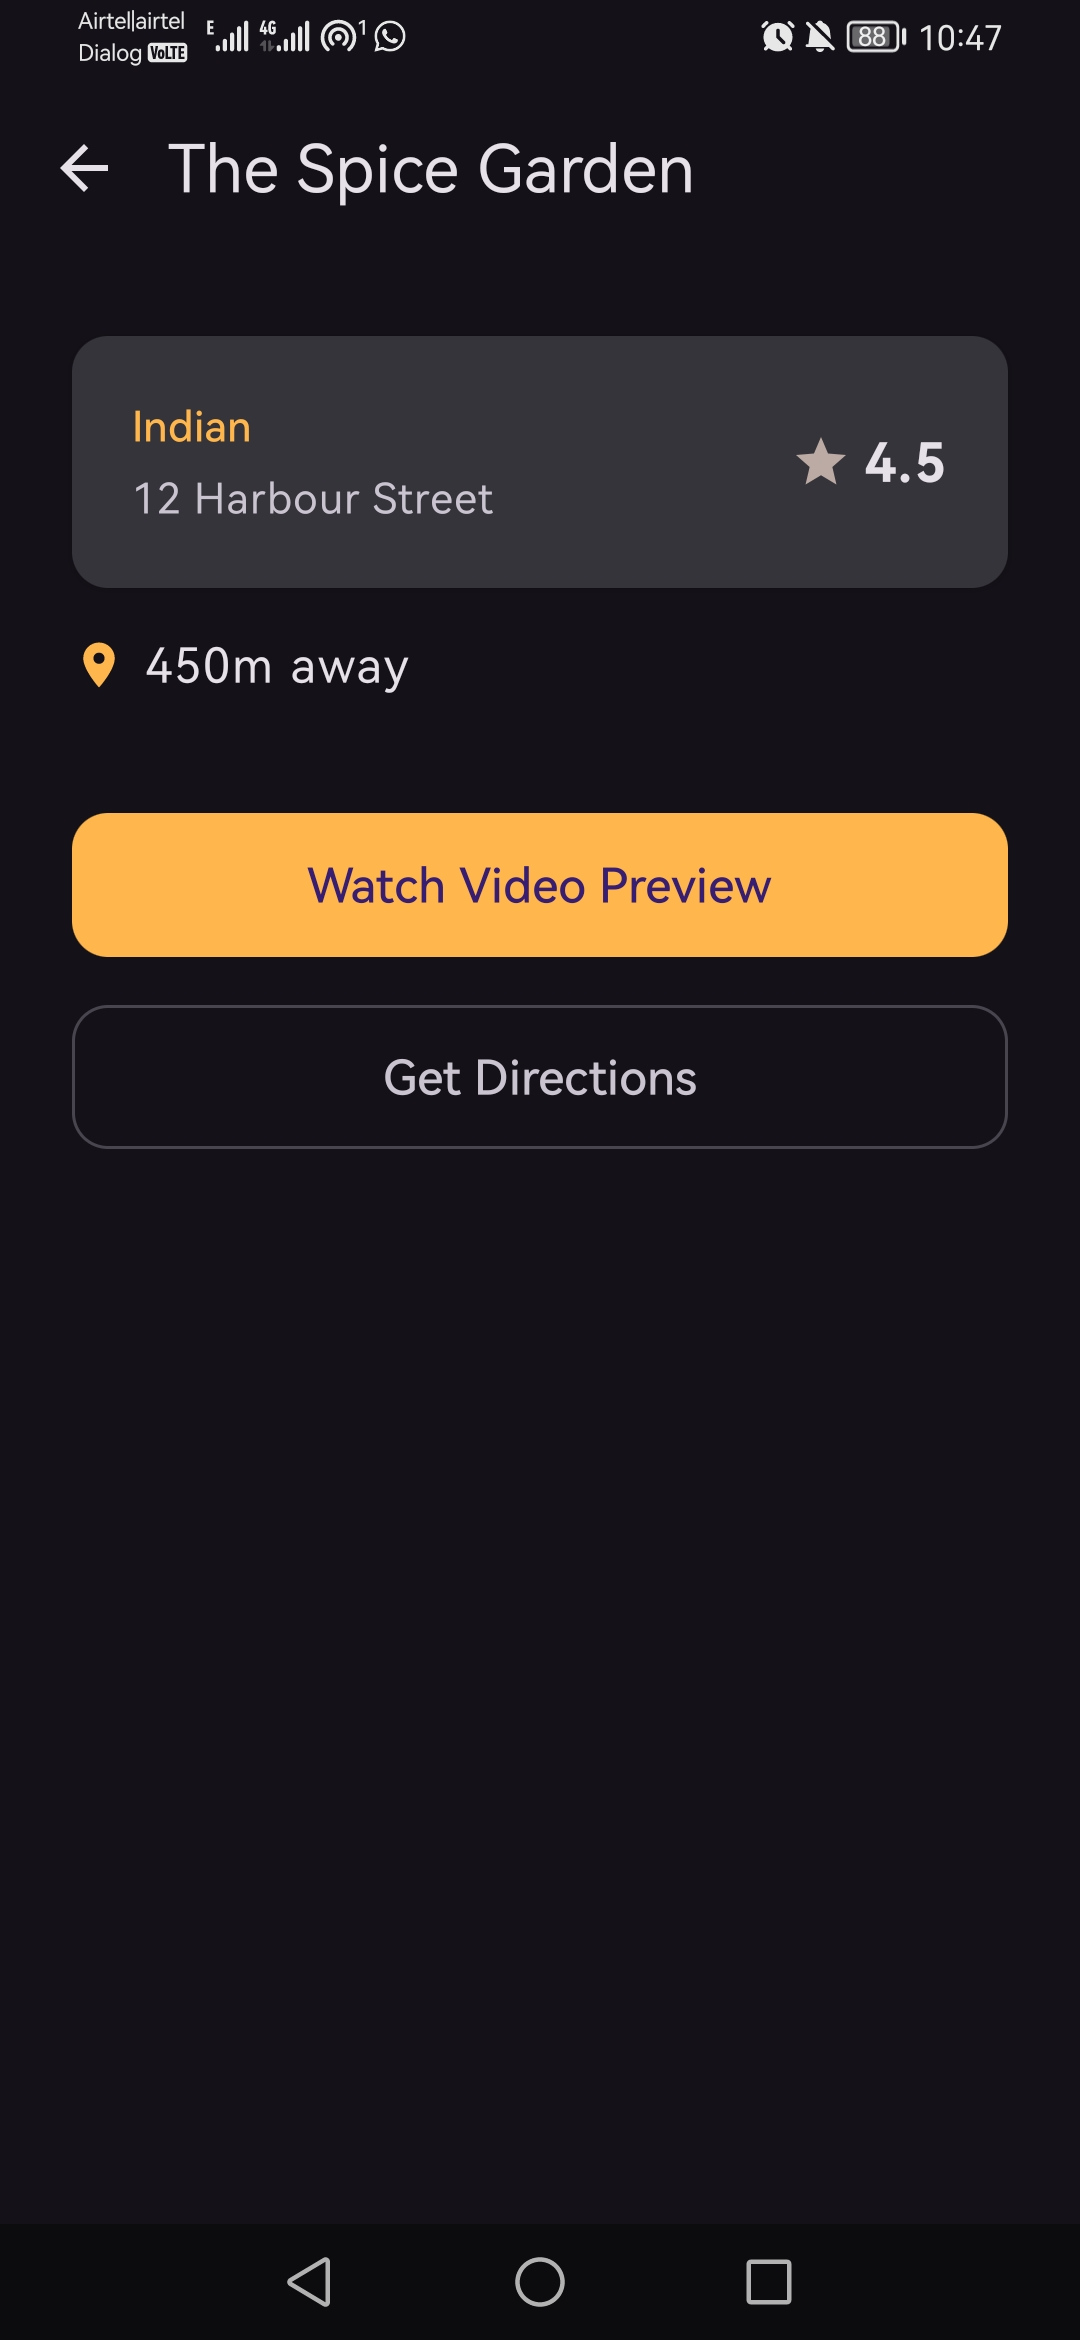 Airtel|airtel
Dialog VoLTE
E 4G 1 88 10:47
The Spice Garden
Indian
12 Harbour Street
4.5
450m away
Watch Video Preview
Get Directions